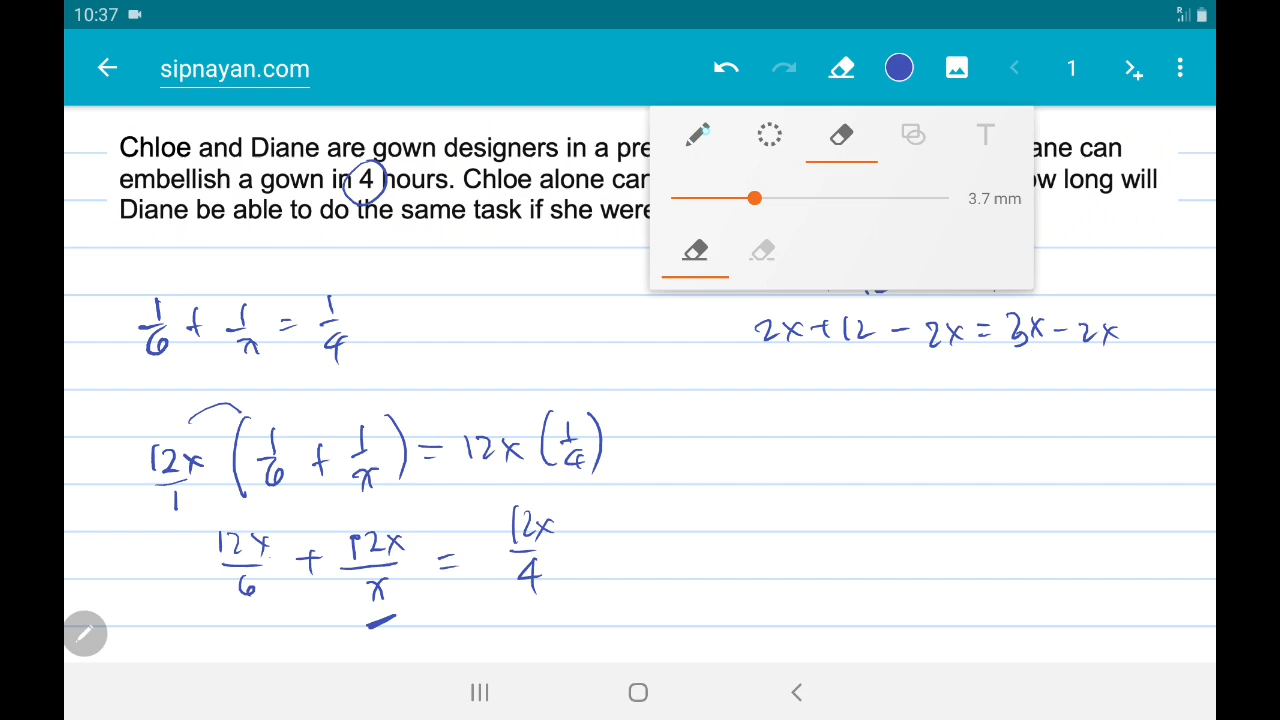 10:37
sipnayan.com
1
T
Chloe and Diane are gown designers in a pre ane can
embellish a gown in 4 hours. Chloe alone can ow long will
Diane be able to do the same task if she were
3.7 mm
1/6 + 1/x = 1/4
2x + 12 - 2x = 3x - 2x
12x/1 (1/6 + 1/x) = 12x (1/4)
12x/6 + 12x/x = 12x/4